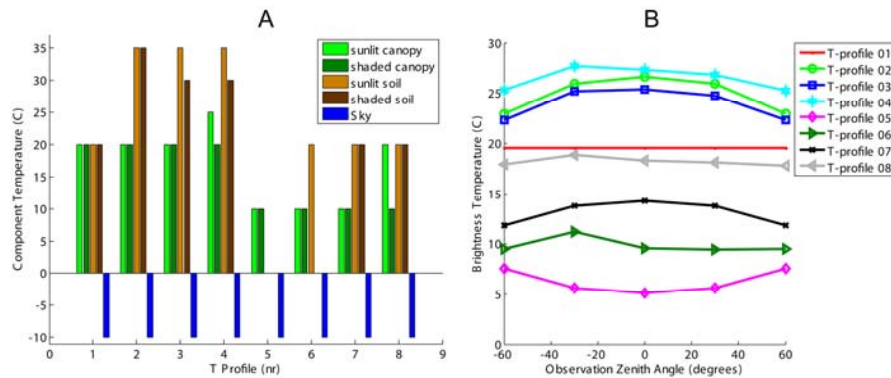 A
Component Temperature (C)
35
30
25
20
15
10
5
0
-5
-10
sunlit canopy
shaded canopy
sunlit soil
shaded soil
Sky
0 1 2 3 4 5 6 7 8 9
T Profile (nr)
B
Brightness Temperature (C)
30
25
20
15
10
5
0
-60 -40 -20 0 20 40 60
Observation Zenith Angle (degrees)
T-profile 01
T-profile 02
T-profile 03
T-profile 04
T-profile 05
T-profile 06
T-profile 07
T-profile 08